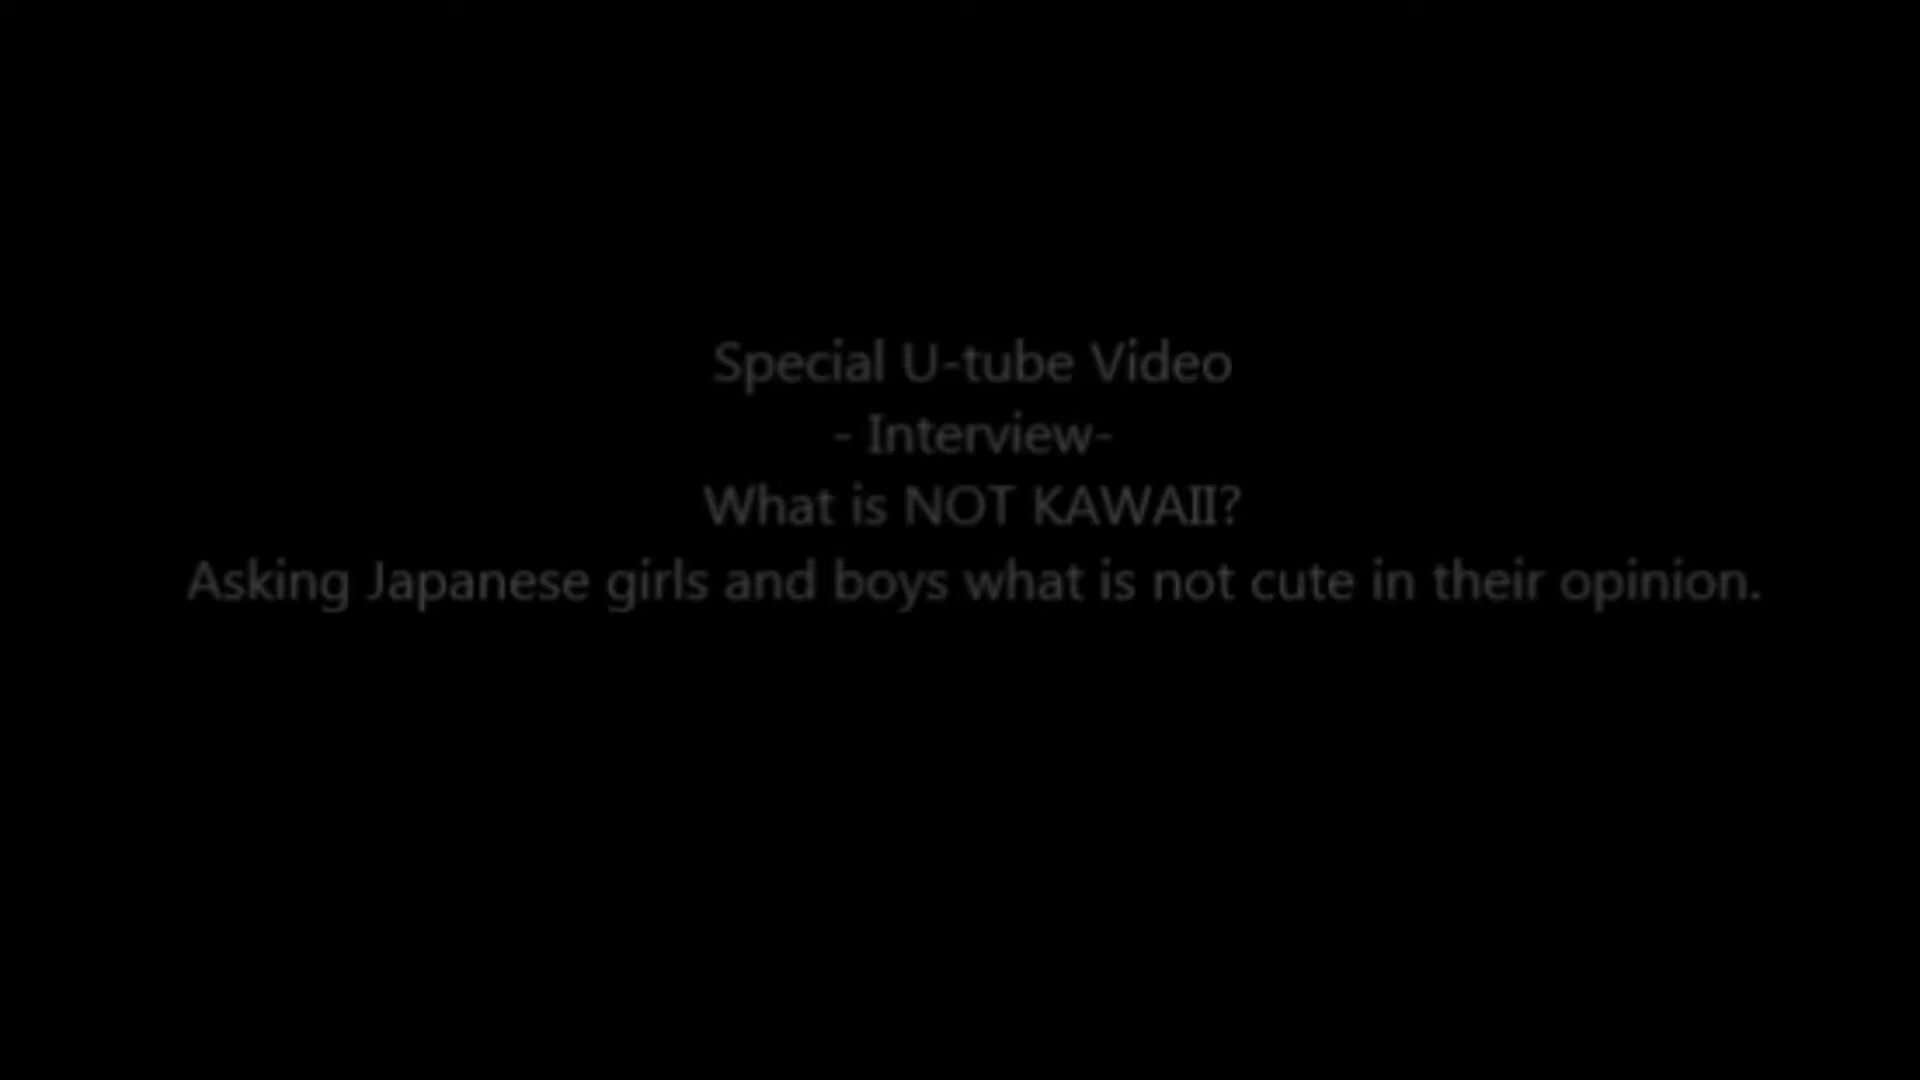 Special U-tube Video
- Interview-
What is NOT KAWAII?
Asking Japanese girls and boys what is not cute in their opinion.